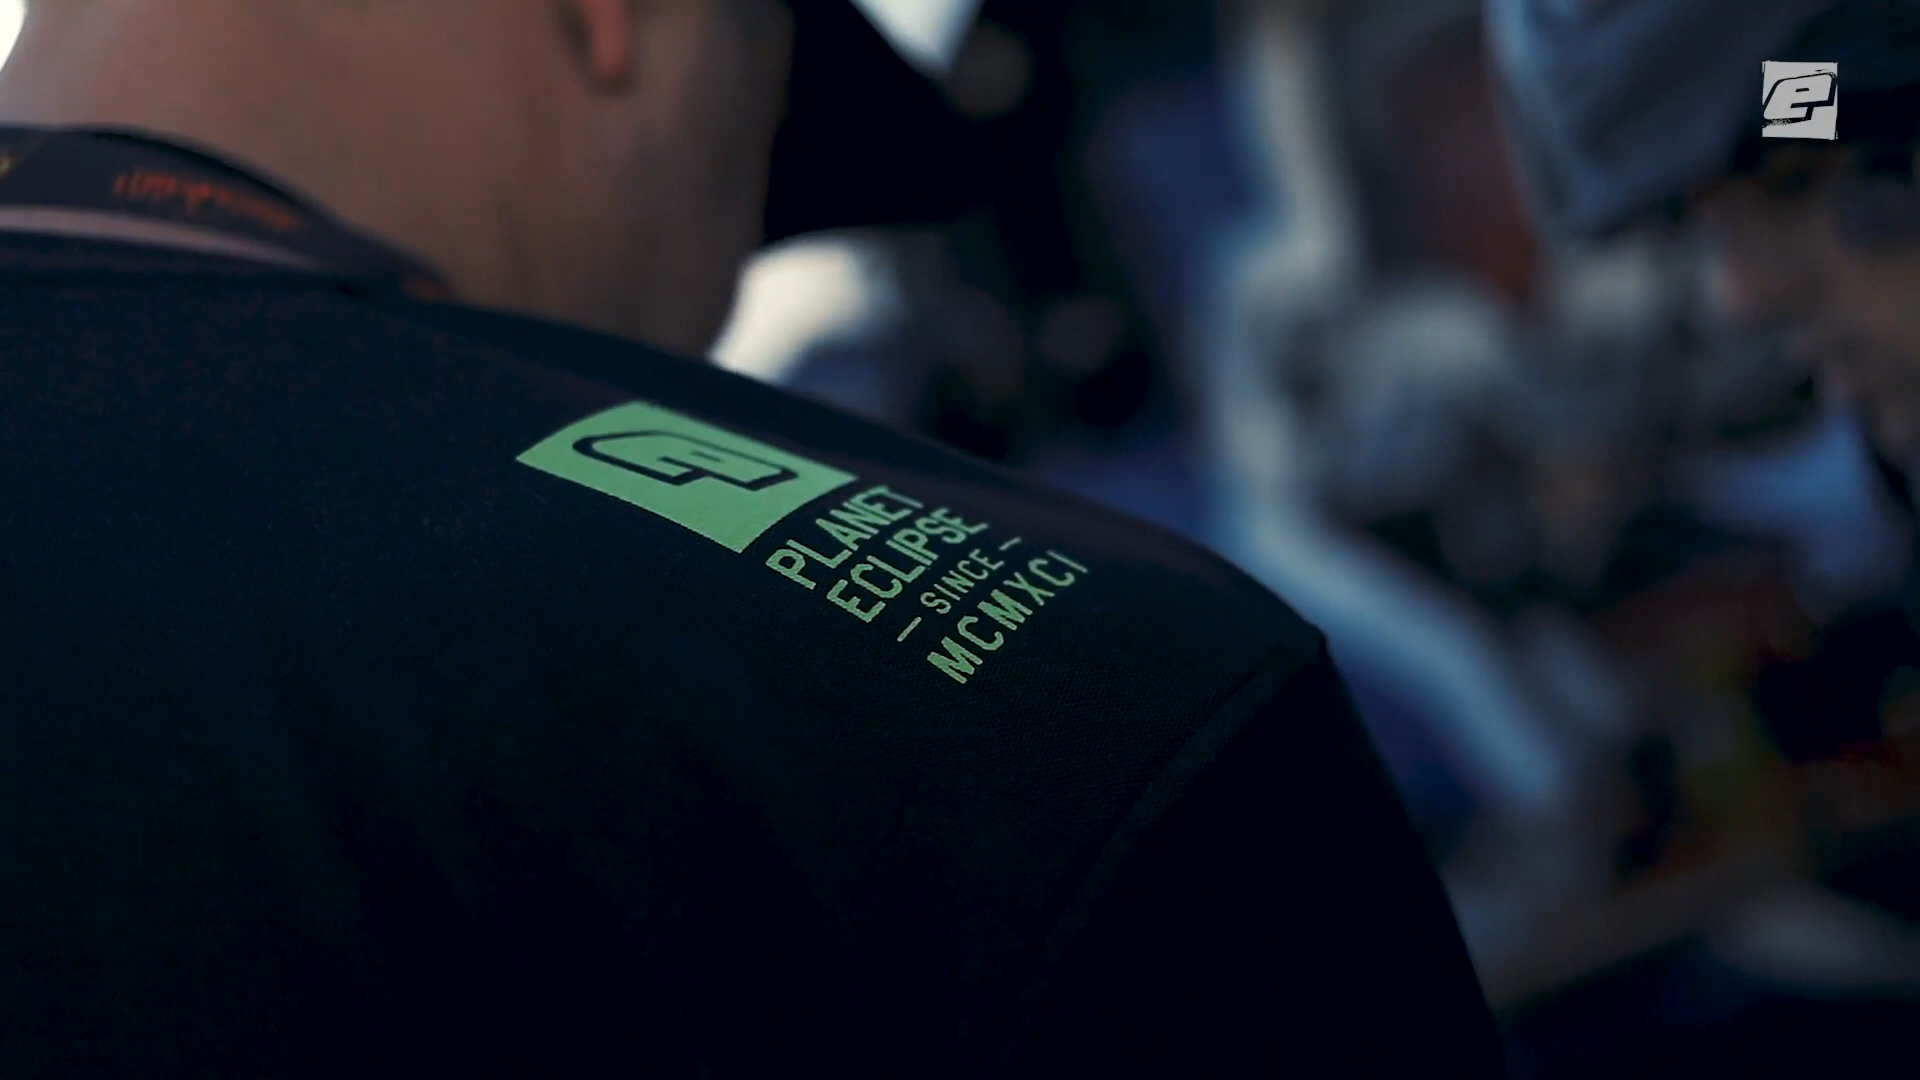 PLANET
ECLIPSE
– SINCE –
MCMXCI